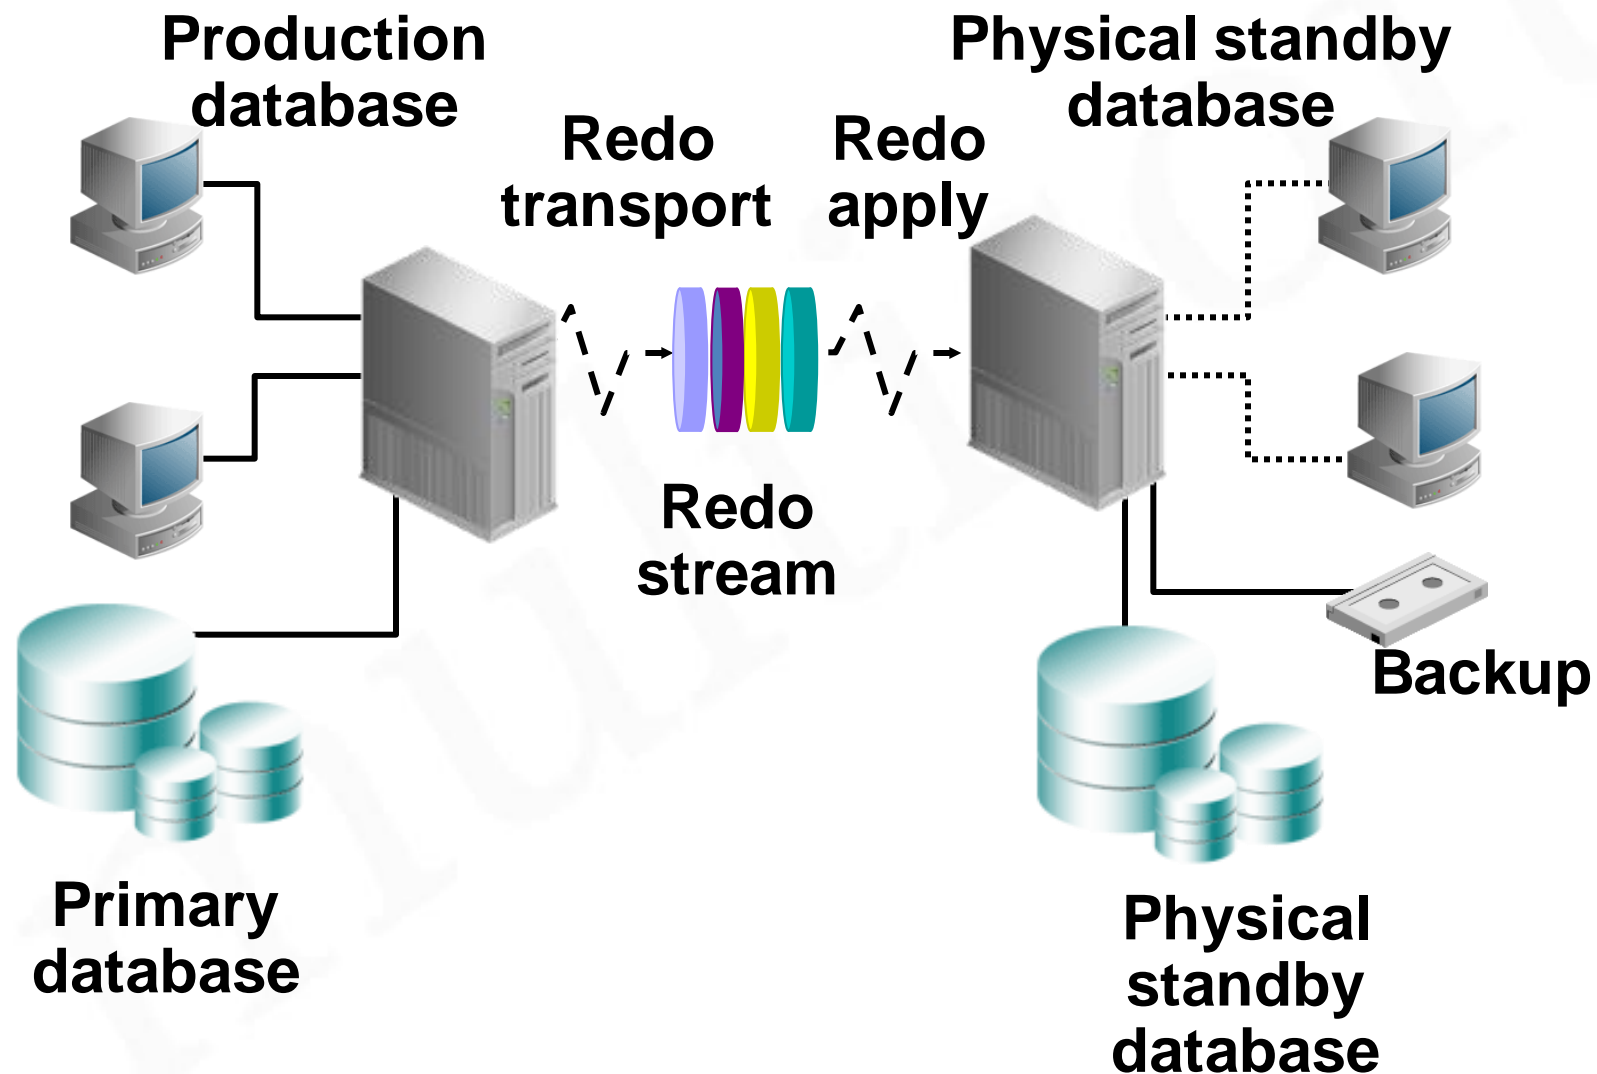 Production
database
Physical standby
database
Redo
transport
Redo
apply
Redo
stream
Backup
Primary
database
Physical
standby
database